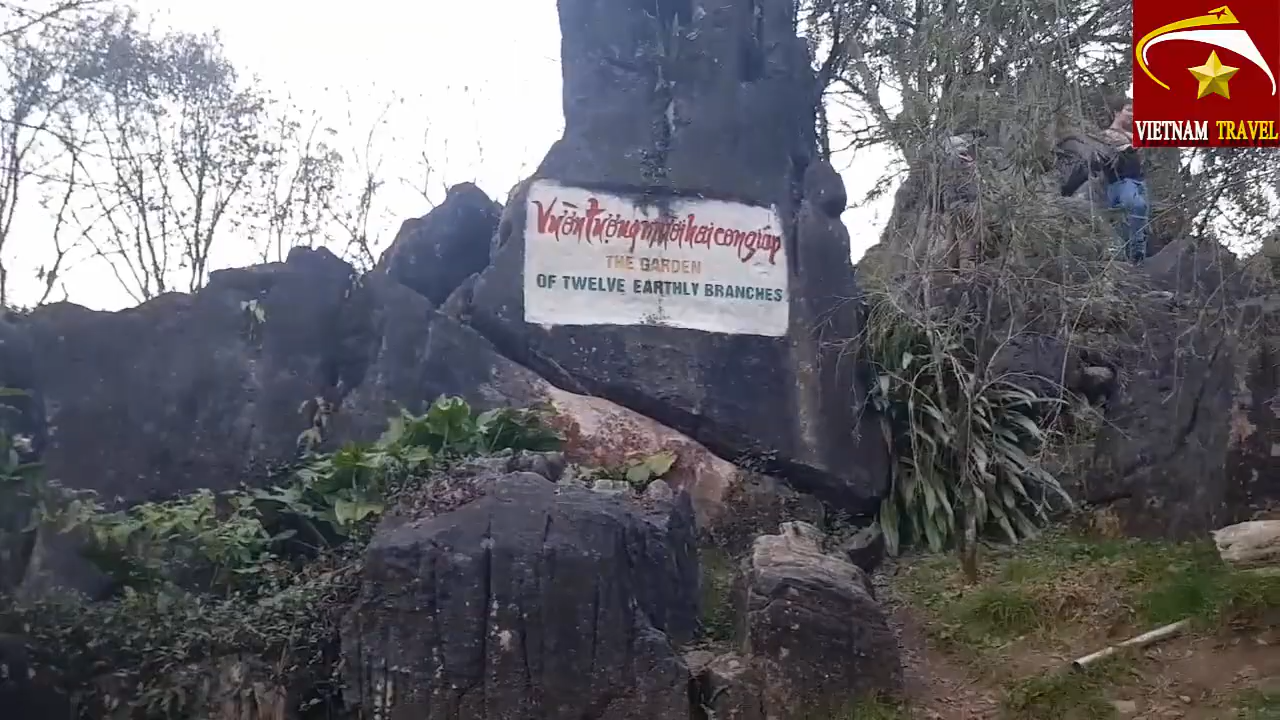 Vườn tượng mười hai con giáp
THE GARDEN
OF TWELVE EARTHLY BRANCHES
VIETNAM TRAVEL